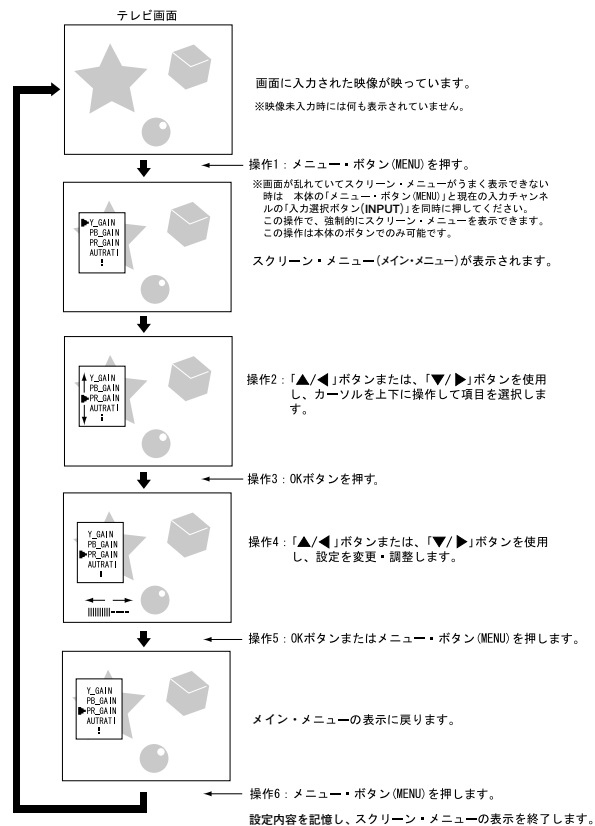 テレビ画面
画面に入力された映像が映っています。
※映像未入力時には何も表示されていません。
操作1：メニュー・ボタン(MENU)を押す。
※画面が乱れていてスクリーン・メニューがうまく表示できない
時は 本体の「メニュー・ボタン(MENU)」と現在の入力チャンネ
ルの「入力選択ボタン(INPUT)」を同時に押してください。
この操作で、強制的にスクリーン・メニューを表示できます。
この操作は本体のボタンでのみ可能です。
▶Y_GAIN
PB_GAIN
PR_GAIN
AUTRATI
スクリーン・メニュー(メイン・メニュー)が表示されます。
Y_GAIN
PB_GAIN
▶PR_GAIN
AUTRATI
操作2：「▲/◀」ボタンまたは、「▼/▶」ボタンを使用
し、カーソルを上下に操作して項目を選択しま
す。
操作3：OKボタンを押す。
Y_GAIN
PB_GAIN
▶PR_GAIN
AUTRATI
操作4：「▲/◀」ボタンまたは、「▼/▶」ボタンを使用
し、設定を変更・調整します。
操作5：OKボタンまたはメニュー・ボタン(MENU)を押します。
Y_GAIN
PB_GAIN
▶PR_GAIN
AUTRATI
メイン・メニューの表示に戻ります。
操作6：メニュー・ボタン(MENU)を押します。
設定内容を記憶し、スクリーン・メニューの表示を終了します。